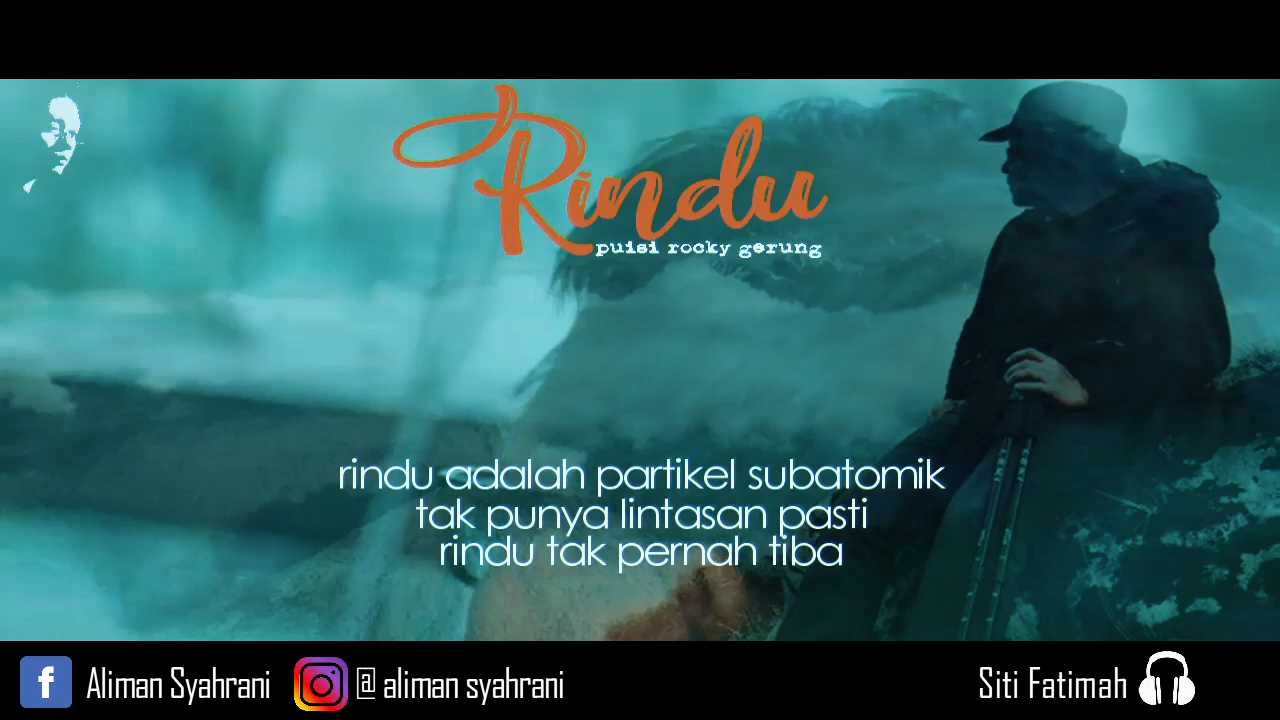 Rindu
puisi rocky gerung
rindu adalah partikel subatomik
tak punya lintasan pasti
rindu tak pernah tiba
f Aliman Syahrani @ aliman syahrani Siti Fatimah